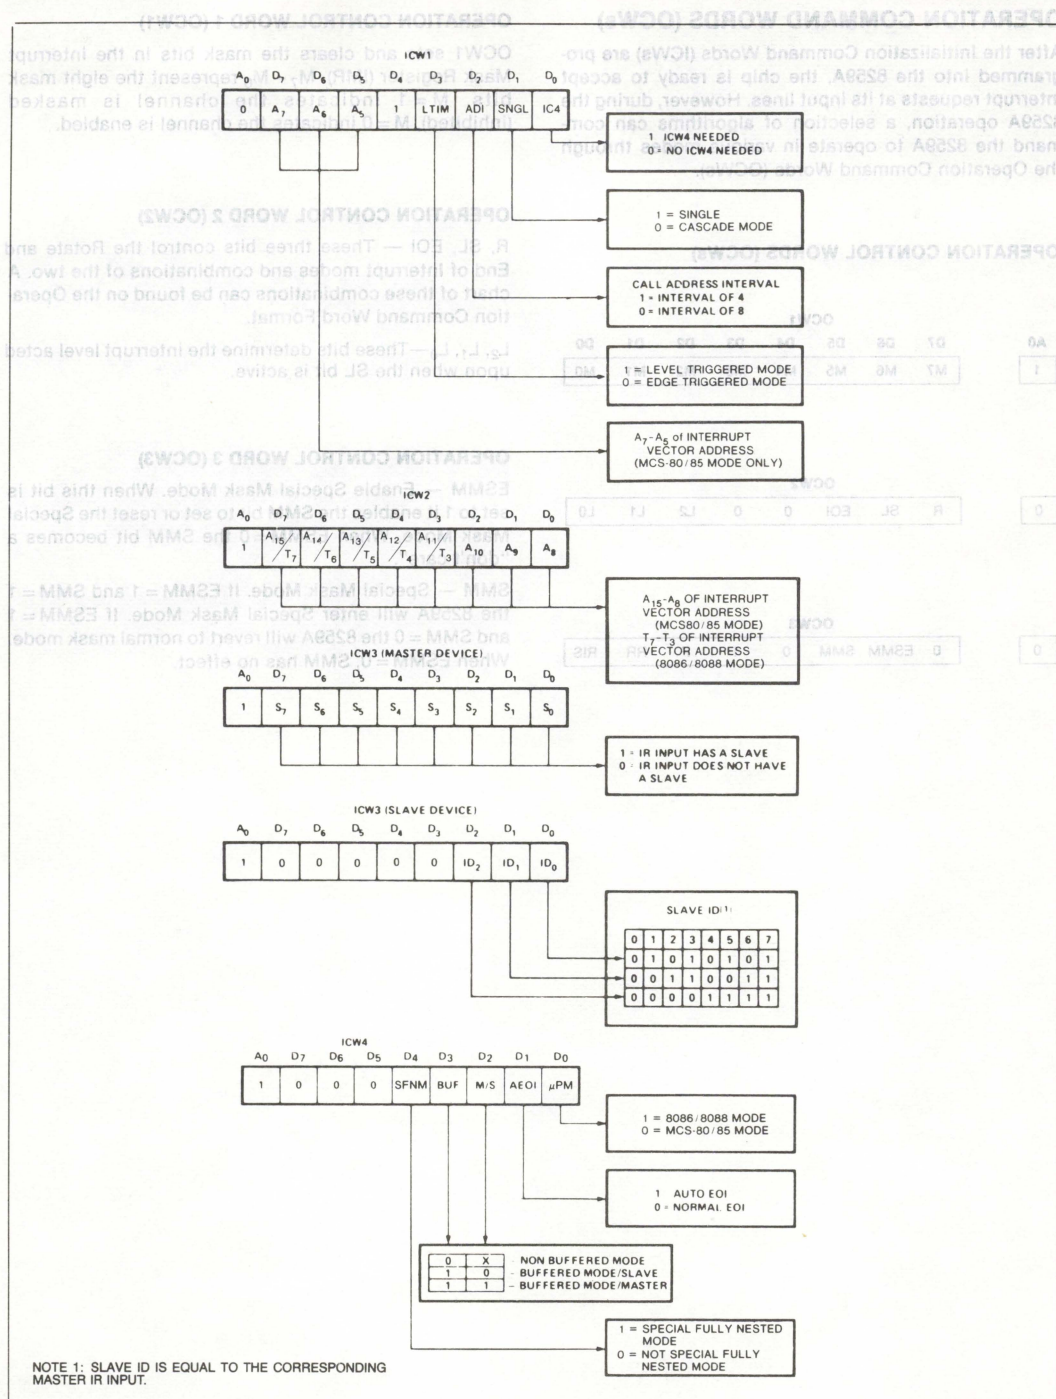 ICW1
A0 D7 D6 D5 D4 D3 D2 D1 D0
0 A7 A6 A5 1 LTIM ADI SNGL IC4
1 ICW4 NEEDED
0 = NO ICW4 NEEDED
1 = SINGLE
0 = CASCADE MODE
CALL ADDRESS INTERVAL
1 = INTERVAL OF 4
0 = INTERVAL OF 8
1 = LEVEL TRIGGERED MODE
0 = EDGE TRIGGERED MODE
A7-A5 of INTERRUPT
VECTOR ADDRESS
(MCS-80/85 MODE ONLY)
ICW2
A0 D7 D6 D5 D4 D3 D2 D1 D0
1 A15/T7 A14/T6 A13/T5 A12/T4 A11/T3 A10 A9 A8
A15-A8 OF INTERRUPT
VECTOR ADDRESS
(MCS80/85 MODE)
T7-T3 OF INTERRUPT
VECTOR ADDRESS
(8086/8088 MODE)
ICW3 (MASTER DEVICE)
A0 D7 D6 D5 D4 D3 D2 D1 D0
1 S7 S6 S5 S4 S3 S2 S1 S0
1 = IR INPUT HAS A SLAVE
0 = IR INPUT DOES NOT HAVE
A SLAVE
ICW3 (SLAVE DEVICE)
A0 D7 D6 D5 D4 D3 D2 D1 D0
1 0 0 0 0 0 ID2 ID1 ID0
SLAVE ID(1)
0 1 2 3 4 5 6 7
0 1 0 1 0 1 0 1
0 0 1 1 0 0 1 1
0 0 0 0 1 1 1 1
ICW4
A0 D7 D6 D5 D4 D3 D2 D1 D0
1 0 0 0 SFNM BUF M/S AEOI µPM
1 = 8086/8088 MODE
0 = MCS-80/85 MODE
1 AUTO EOI
0 = NORMAL EOI
0 X - NON BUFFERED MODE
1 0 - BUFFERED MODE/SLAVE
1 1 - BUFFERED MODE/MASTER
1 = SPECIAL FULLY NESTED
MODE
0 = NOT SPECIAL FULLY
NESTED MODE
NOTE 1: SLAVE ID IS EQUAL TO THE CORRESPONDING
MASTER IR INPUT.